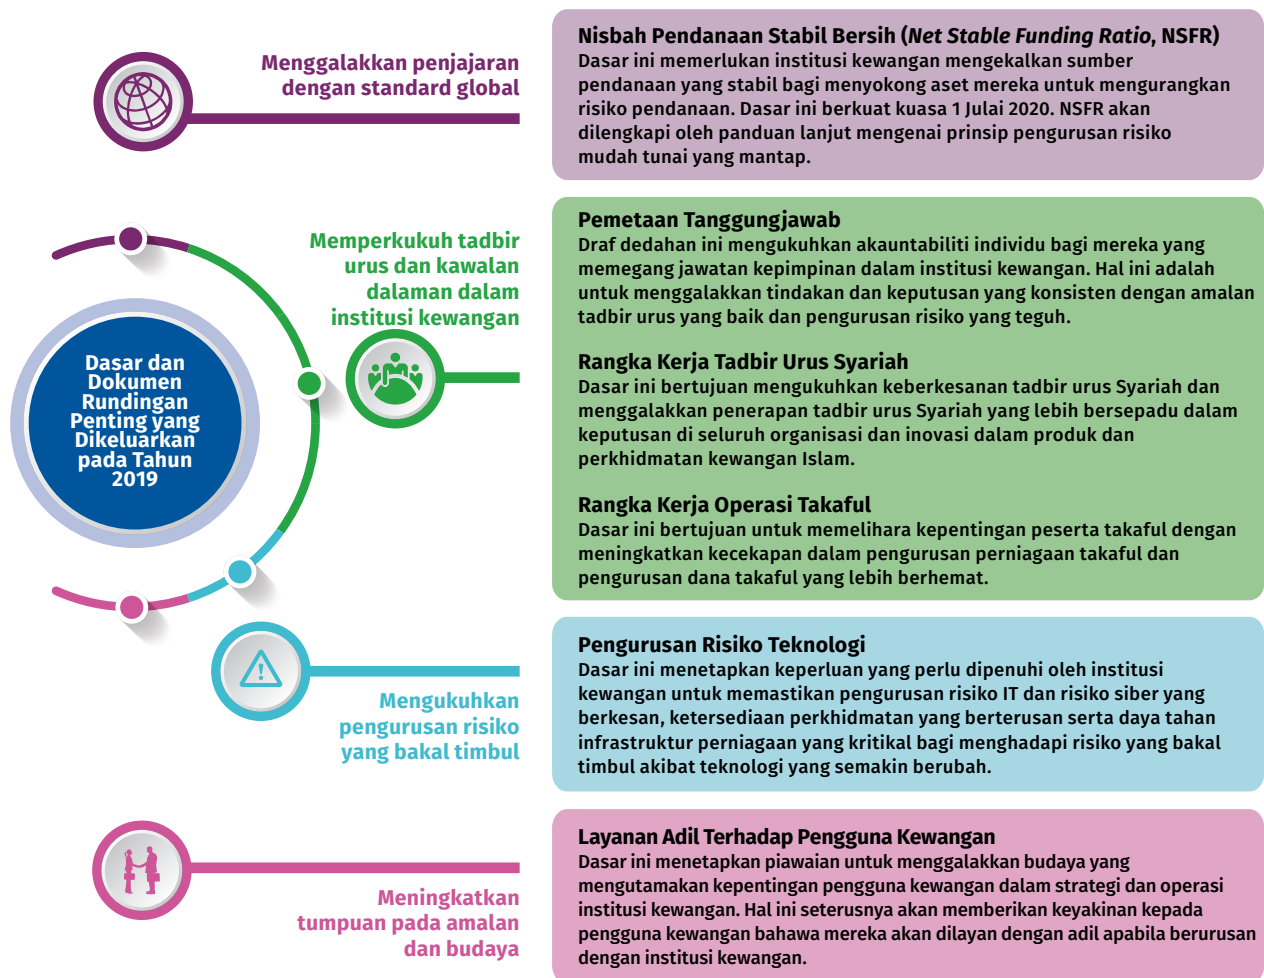 Menggalakkan penjajaran
dengan standard global
Nisbah Pendanaan Stabil Bersih (Net Stable Funding Ratio, NSFR)
Dasar ini memerlukan institusi kewangan mengekalkan sumber
pendanaan yang stabil bagi menyokong aset mereka untuk mengurangkan
risiko pendanaan. Dasar ini berkuat kuasa 1 Julai 2020. NSFR akan
dilengkapi oleh panduan lanjut mengenai prinsip pengurusan risiko
mudah tunai yang mantap.
Dasar dan
Dokumen
Rundingan
Penting yang
Dikeluarkan
pada Tahun
2019
Memperkukuh tadbir
urus dan kawalan
dalaman dalam
institusi kewangan
Pemetaan Tanggungjawab
Draf dedahan ini mengukuhkan akauntabiliti individu bagi mereka yang
memegang jawatan kepimpinan dalam institusi kewangan. Hal ini adalah
untuk menggalakkan tindakan dan keputusan yang konsisten dengan amalan
tadbir urus yang baik dan pengurusan risiko yang teguh.
Rangka Kerja Tadbir Urus Syariah
Dasar ini bertujuan mengukuhkan keberkesanan tadbir urus Syariah dan
menggalakkan penerapan tadbir urus Syariah yang lebih bersepadu dalam
keputusan di seluruh organisasi dan inovasi dalam produk dan
perkhidmatan kewangan Islam.
Rangka Kerja Operasi Takaful
Dasar ini bertujuan untuk memelihara kepentingan peserta takaful dengan
meningkatkan kecekapan dalam pengurusan perniagaan takaful dan
pengurusan dana takaful yang lebih berhemat.
Mengukuhkan
pengurusan risiko
yang bakal timbul
Pengurusan Risiko Teknologi
Dasar ini menetapkan keperluan yang perlu dipenuhi oleh institusi
kewangan untuk memastikan pengurusan risiko IT dan risiko siber yang
berkesan, ketersediaan perkhidmatan yang berterusan serta daya tahan
infrastruktur perniagaan yang kritikal bagi menghadapi risiko yang bakal
timbul akibat teknologi yang semakin berubah.
Meningkatkan
tumpuan pada amalan
dan budaya
Layanan Adil Terhadap Pengguna Kewangan
Dasar ini menetapkan piawaian untuk menggalakkan budaya yang
mengutamakan kepentingan pengguna kewangan dalam strategi dan operasi
institusi kewangan. Hal ini seterusnya akan memberikan keyakinan kepada
pengguna kewangan bahawa mereka akan dilayan dengan adil apabila berurusan
dengan institusi kewangan.